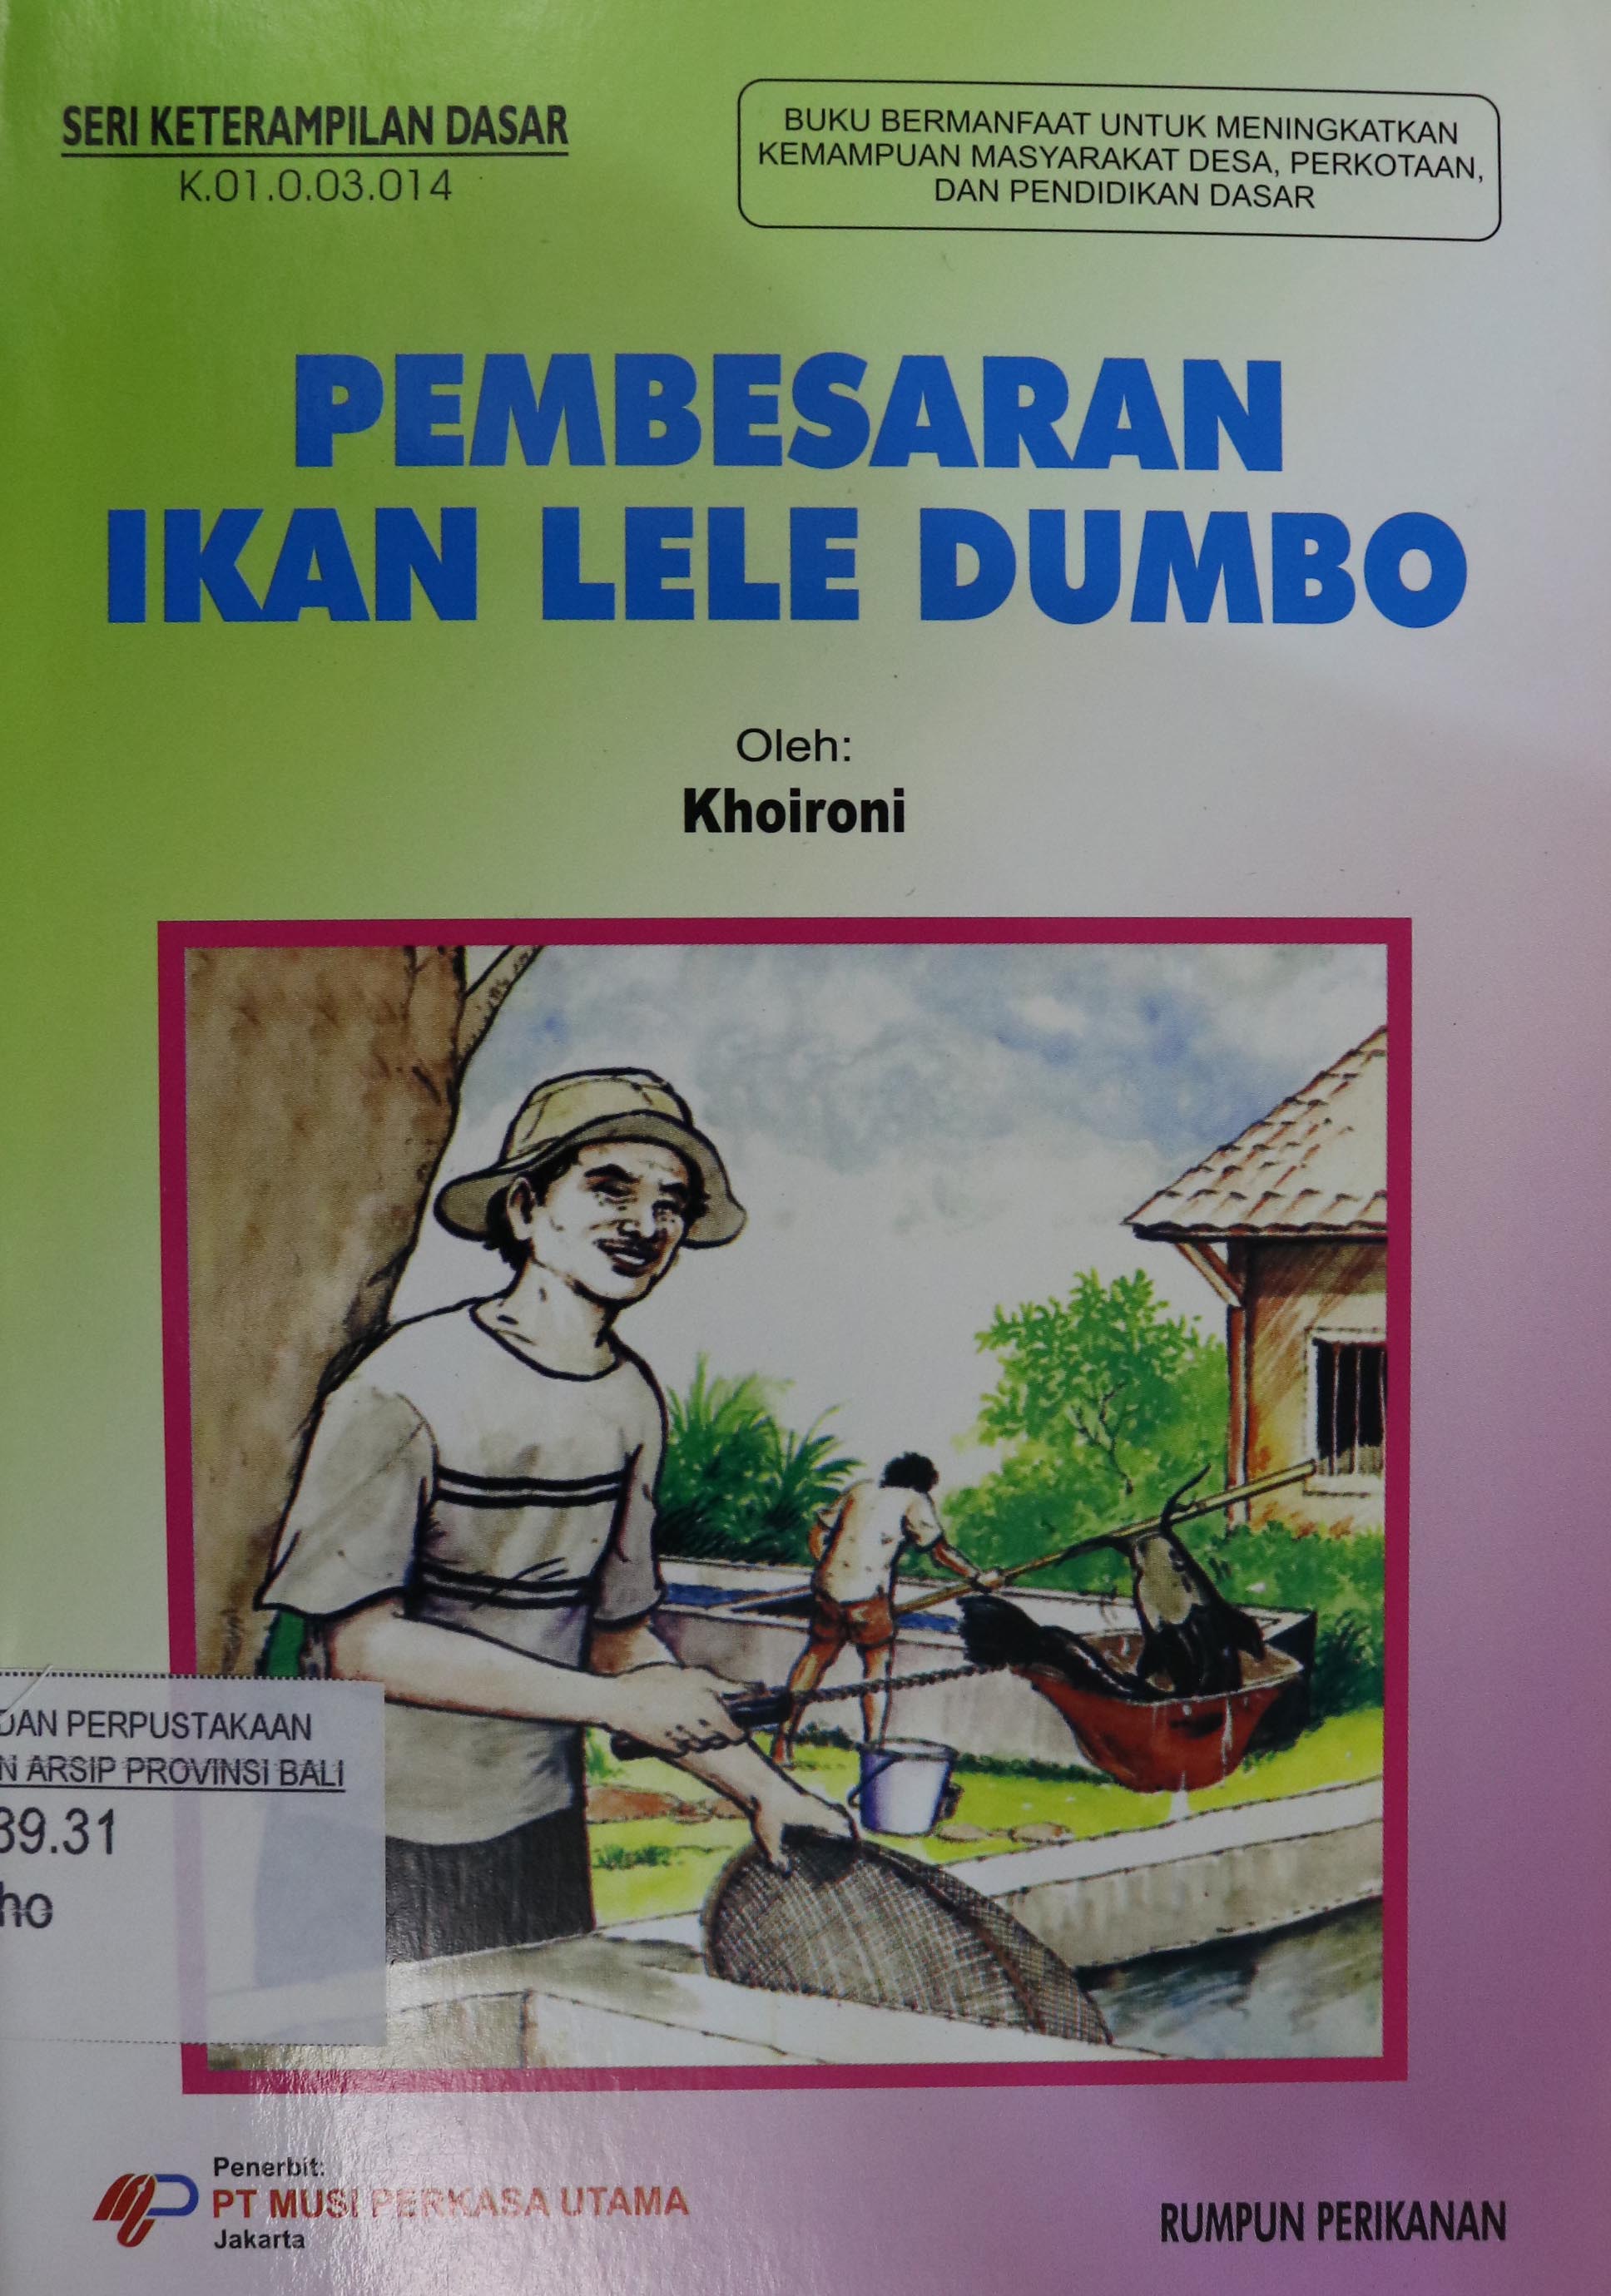 SERI KETERAMPILAN DASAR
K.01.0.03.014
BUKU BERMANFAAT UNTUK MENINGKATKAN
KEMAMPUAN MASYARAKAT DESA, PERKOTAAN,
DAN PENDIDIKAN DASAR
PEMBESARAN
IKAN LELE DUMBO
Oleh:
Khoironi
DAN PERPUSTAKAAN
N ARSIP PROVINSI BALI
39.31
ho
Penerbit:
PT MUSI PERKASA UTAMA
Jakarta
RUMPUN PERIKANAN